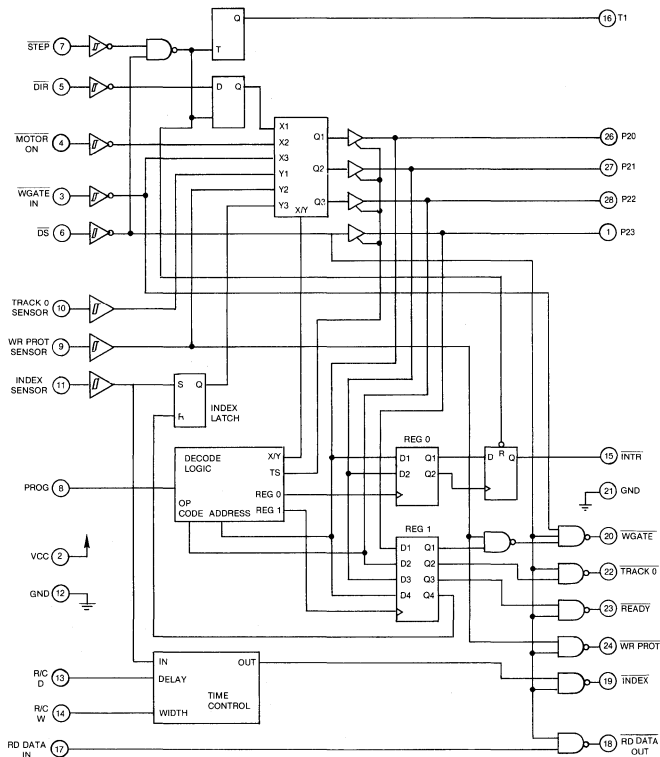 STEP 7
T Q
16 T1
DIR 5
D Q
MOTOR ON 4
X1
X2
X3
Y1
Y2
Y3
X/Y
Q1
Q2
Q3
26 P20
27 P21
28 P22
1 P23
WGATE IN 3
DS 6
TRACK 0 SENSOR 10
WR PROT SENSOR 9
INDEX SENSOR 11
S Q
R
INDEX LATCH
PROG 8
DECODE LOGIC
X/Y
TS
REG 0
REG 1
OP CODE ADDRESS
REG 0
D1 Q1
D2 Q2
D R Q
15 INTR
21 GND
REG 1
D1 Q1
D2 Q2
D3 Q3
D4 Q4
20 WGATE
22 TRACK 0
23 READY
24 WR PROT
19 INDEX
18 RD DATA OUT
VCC 2
GND 12
R/C D 13
R/C W 14
IN OUT
DELAY
TIME CONTROL
WIDTH
RD DATA IN 17